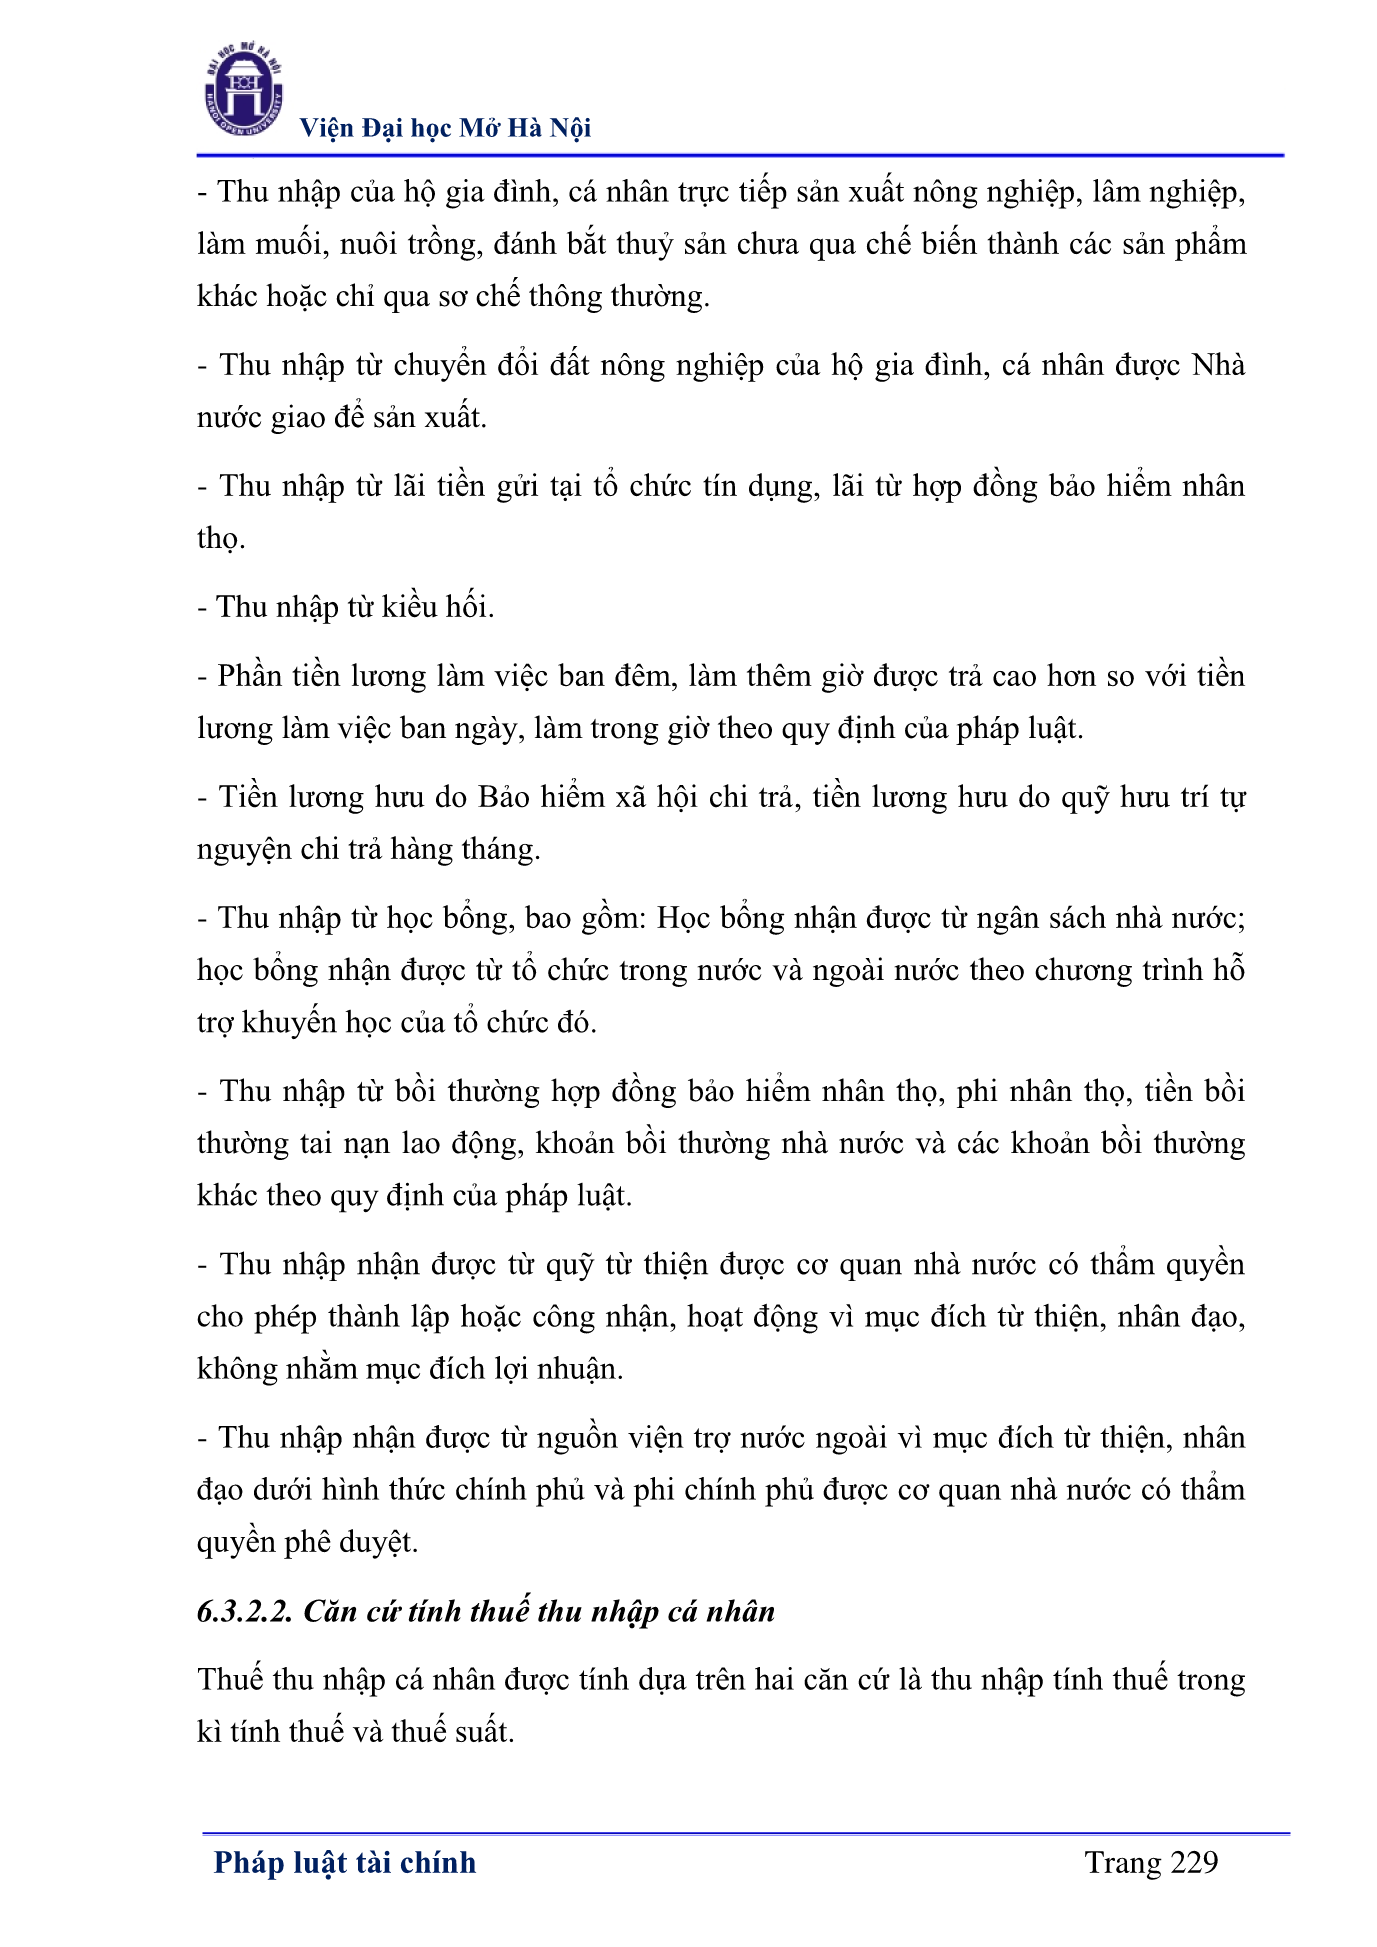 ĐẠI HỌC MỞ HÀ NỘI
HANOI OPEN UNIVERSITY
Viện Đại học Mở Hà Nội
- Thu nhập của hộ gia đình, cá nhân trực tiếp sản xuất nông nghiệp, lâm nghiệp,
làm muối, nuôi trồng, đánh bắt thuỷ sản chưa qua chế biến thành các sản phẩm
khác hoặc chỉ qua sơ chế thông thường.
- Thu nhập từ chuyển đổi đất nông nghiệp của hộ gia đình, cá nhân được Nhà
nước giao để sản xuất.
- Thu nhập từ lãi tiền gửi tại tổ chức tín dụng, lãi từ hợp đồng bảo hiểm nhân
thọ.
- Thu nhập từ kiều hối.
- Phần tiền lương làm việc ban đêm, làm thêm giờ được trả cao hơn so với tiền
lương làm việc ban ngày, làm trong giờ theo quy định của pháp luật.
- Tiền lương hưu do Bảo hiểm xã hội chi trả, tiền lương hưu do quỹ hưu trí tự
nguyện chi trả hàng tháng.
- Thu nhập từ học bổng, bao gồm: Học bổng nhận được từ ngân sách nhà nước;
học bổng nhận được từ tổ chức trong nước và ngoài nước theo chương trình hỗ
trợ khuyến học của tổ chức đó.
- Thu nhập từ bồi thường hợp đồng bảo hiểm nhân thọ, phi nhân thọ, tiền bồi
thường tai nạn lao động, khoản bồi thường nhà nước và các khoản bồi thường
khác theo quy định của pháp luật.
- Thu nhập nhận được từ quỹ từ thiện được cơ quan nhà nước có thẩm quyền
cho phép thành lập hoặc công nhận, hoạt động vì mục đích từ thiện, nhân đạo,
không nhằm mục đích lợi nhuận.
- Thu nhập nhận được từ nguồn viện trợ nước ngoài vì mục đích từ thiện, nhân
đạo dưới hình thức chính phủ và phi chính phủ được cơ quan nhà nước có thẩm
quyền phê duyệt.
6.3.2.2. Căn cứ tính thuế thu nhập cá nhân
Thuế thu nhập cá nhân được tính dựa trên hai căn cứ là thu nhập tính thuế trong
kì tính thuế và thuế suất.
Pháp luật tài chính
Trang 229